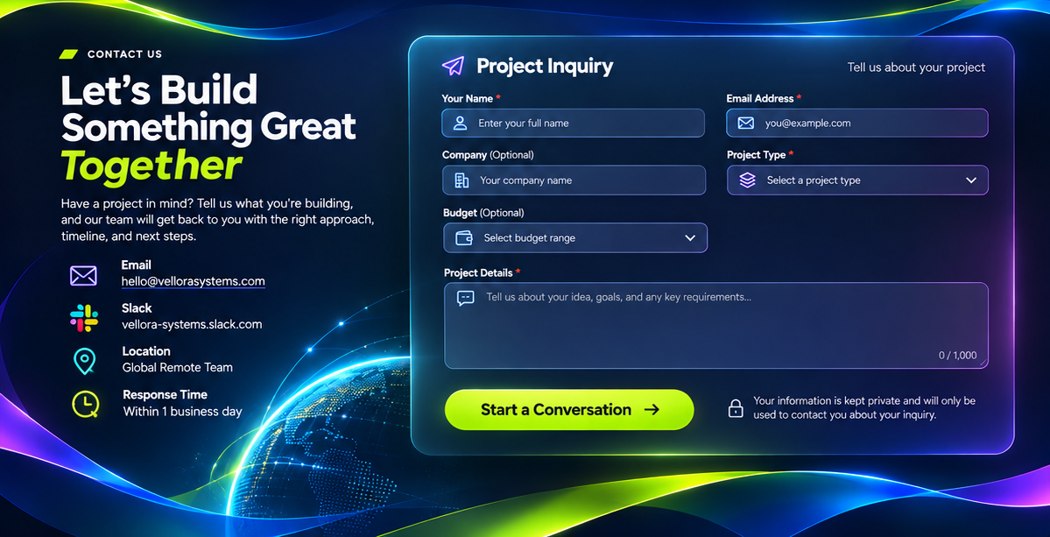 CONTACT US
Let's Build
Something Great
Together
Have a project in mind? Tell us what you're building,
and our team will get back to you with the right approach,
timeline, and next steps.
Email
hello@vellorasystems.com
Slack
vellora-systems.slack.com
Location
Global Remote Team
Response Time
Within 1 business day
Project Inquiry
Tell us about your project
Your Name *
Enter your full name
Email Address *
you@example.com
Company (Optional)
Your company name
Project Type *
Select a project type
Budget (Optional)
Select budget range
Project Details *
Tell us about your idea, goals, and any key requirements...
0 / 1,000
Start a Conversation →
Your information is kept private and will only be
used to contact you about your inquiry.